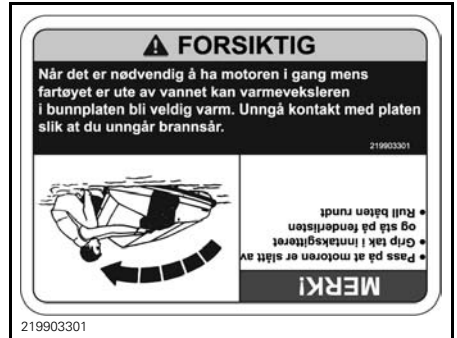 FORSIKTIG
Når det er nødvendig å ha motoren i gang mens
fartøyet er ute av vannet kan varmeveksleren
i bunnplaten bli veldig varm. Unngå kontakt med platen
slik at du unngår brannsår.
219903301
MERK!
• Pass på at motoren er slått av
• Grip tak i inntaksgitteret
og stå på fenderlisten
• Rull båten rundt
219903301